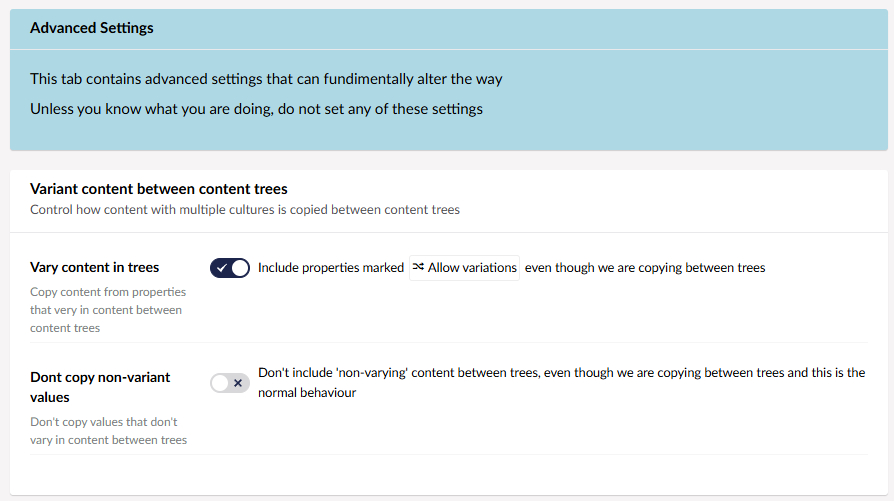 Advanced Settings
This tab contains advanced settings that can fundimentally alter the way
Unless you know what you are doing, do not set any of these settings
Variant content between content trees
Control how content with multiple cultures is copied between content trees
Vary content in trees
Include properties marked Allow variations even though we are copying between trees
Copy content from properties
that very in content between
content trees
Dont copy non-variant
values
Don't include 'non-varying' content between trees, even though we are copying between trees and this is the
normal behaviour
Don't copy values that don't
vary in content between trees